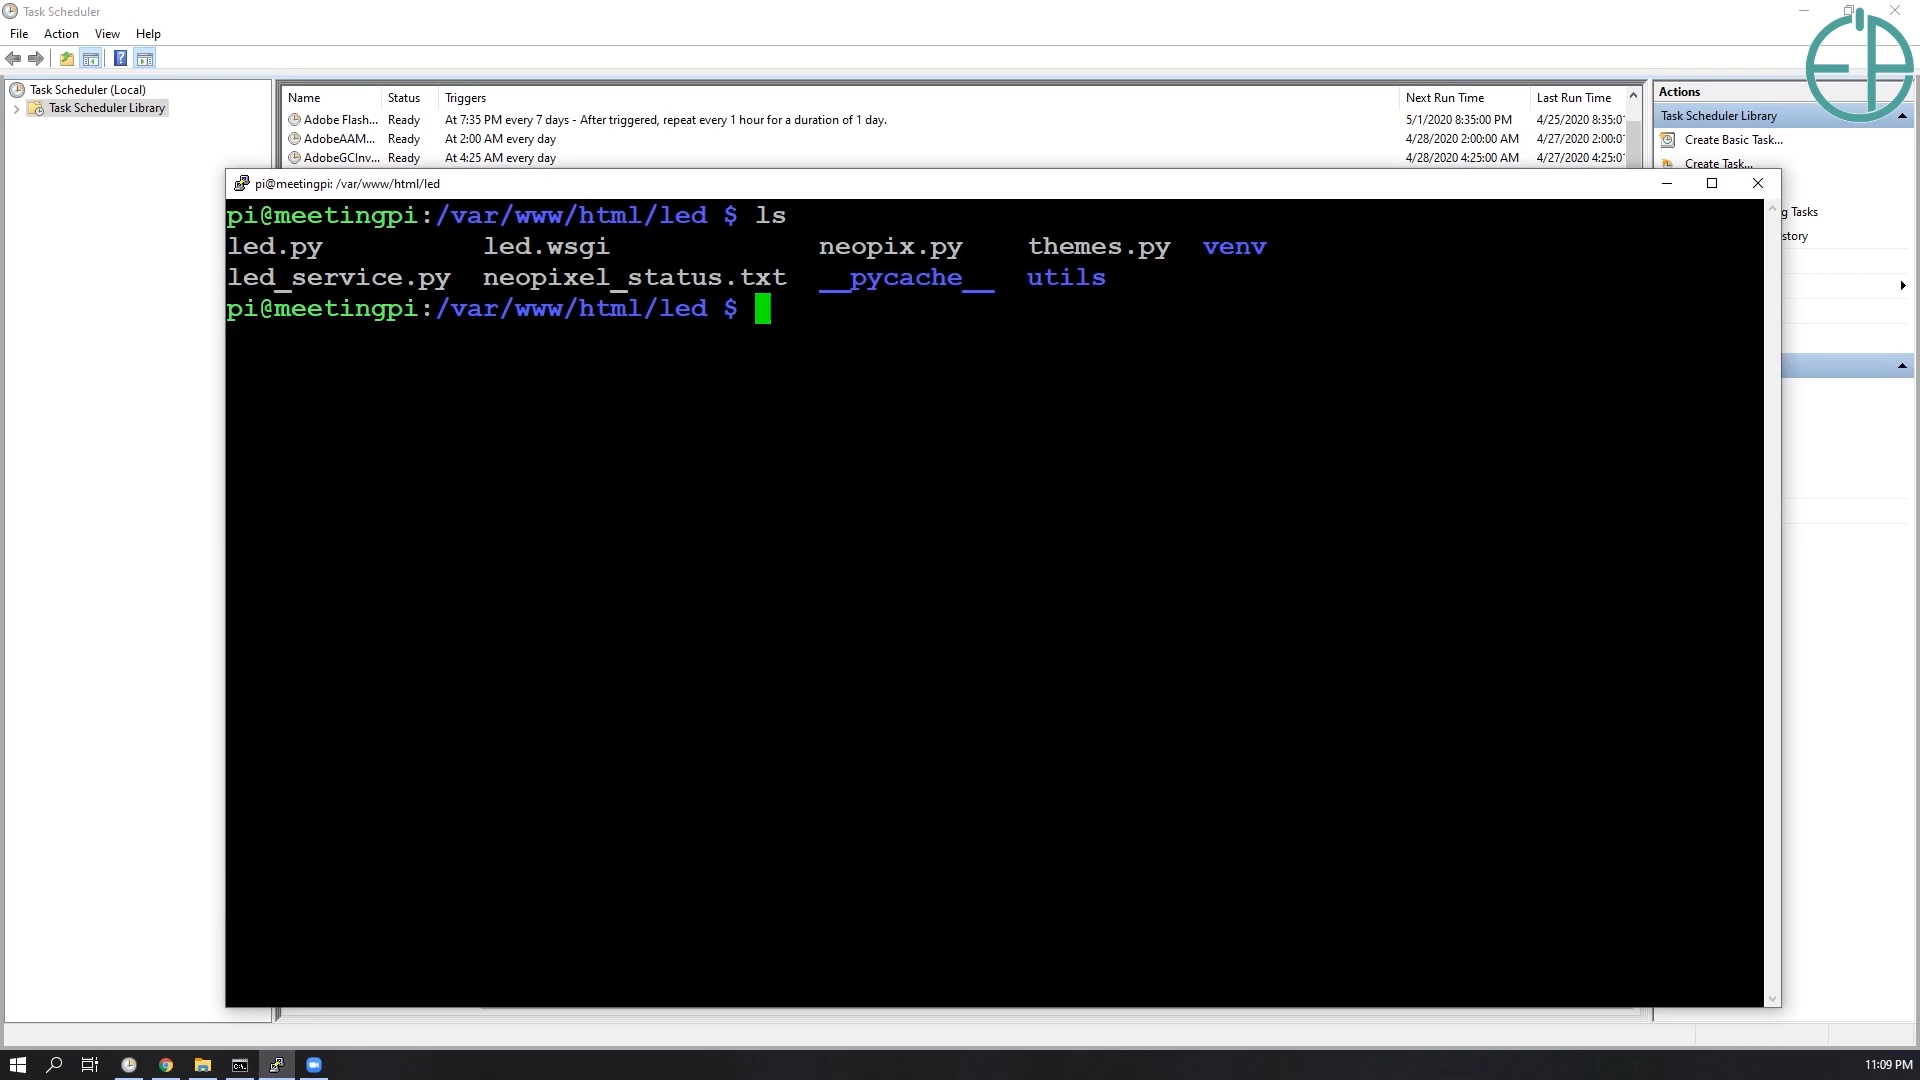 Task Scheduler
File Action View Help
Task Scheduler (Local)
Task Scheduler Library
Name Status Triggers Next Run Time Last Run Time
Adobe Flash... Ready At 7:35 PM every 7 days - After triggered, repeat every 1 hour for a duration of 1 day. 5/1/2020 8:35:00 PM 4/25/2020 8:35:0
AdobeAAM... Ready At 2:00 AM every day 4/28/2020 2:00:00 AM 4/27/2020 2:00:0
AdobeGCInv... Ready At 4:25 AM every day 4/28/2020 4:25:00 AM 4/27/2020 4:25:0
Actions
Task Scheduler Library
Create Basic Task...
Create Task...
g Tasks
story
pi@meetingpi: /var/www/html/led
pi@meetingpi:/var/www/html/led $ ls
led.py led.wsgi neopix.py themes.py venv
led_service.py neopixel_status.txt __pycache__ utils
pi@meetingpi:/var/www/html/led $
11:09 PM